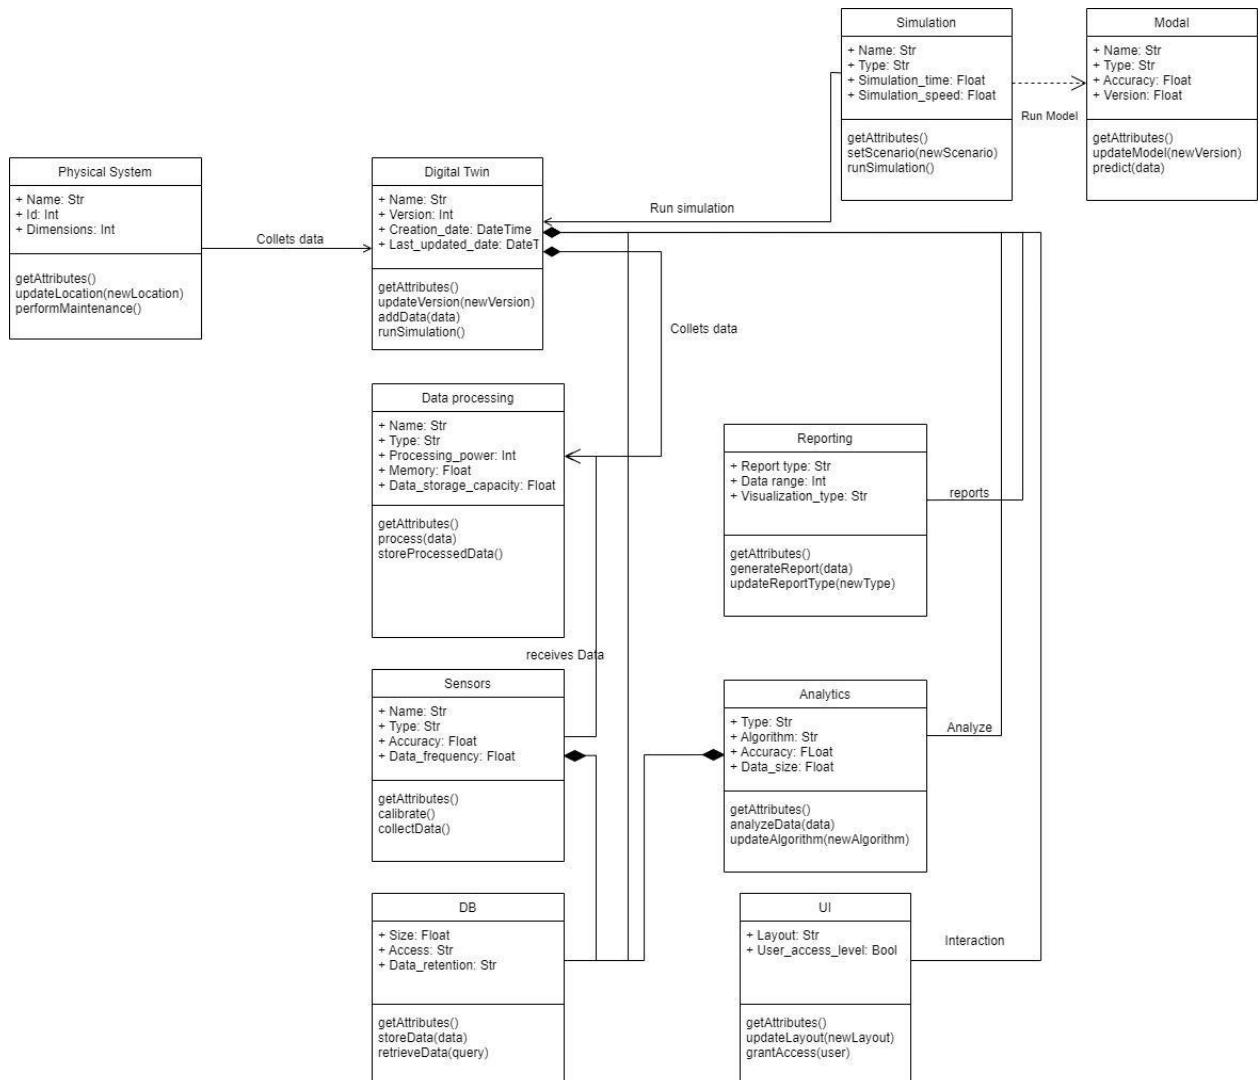 Simulation
+ Name: Str
+ Type: Str
+ Simulation_time: Float
+ Simulation_speed: Float
getAttributes()
setScenario(newScenario)
runSimulation()
Modal
+ Name: Str
+ Type: Str
+ Accuracy: Float
+ Version: Float
getAttributes()
updateModel(newVersion)
predict(data)
Run Model
Physical System
+ Name: Str
+ Id: Int
+ Dimensions: Int
getAttributes()
updateLocation(newLocation)
performMaintenance()
Collets data
Digital Twin
+ Name: Str
+ Version: Int
+ Creation_date: DateTime
+ Last_updated_date: DateT
getAttributes()
updateVersion(newVersion)
addData(data)
runSimulation()
Run simulation
Collets data
Data processing
+ Name: Str
+ Type: Str
+ Processing_power: Int
+ Memory: Float
+ Data_storage_capacity: Float
getAttributes()
process(data)
storeProcessedData()
Reporting
+ Report type: Str
+ Data range: Int
+ Visualization_type: Str
getAttributes()
generateReport(data)
updateReportType(newType)
reports
receives Data
Sensors
+ Name: Str
+ Type: Str
+ Accuracy: Float
+ Data_frequency: Float
getAttributes()
calibrate()
collectData()
Analytics
+ Type: Str
+ Algorithm: Str
+ Accuracy: FLoat
+ Data_size: Float
getAttributes()
analyzeData(data)
updateAlgorithm(newAlgorithm)
Analyze
DB
+ Size: Float
+ Access: Str
+ Data_retention: Str
getAttributes()
storeData(data)
retrieveData(query)
UI
+ Layout: Str
+ User_access_level: Bool
getAttributes()
updateLayout(newLayout)
grantAccess(user)
Interaction